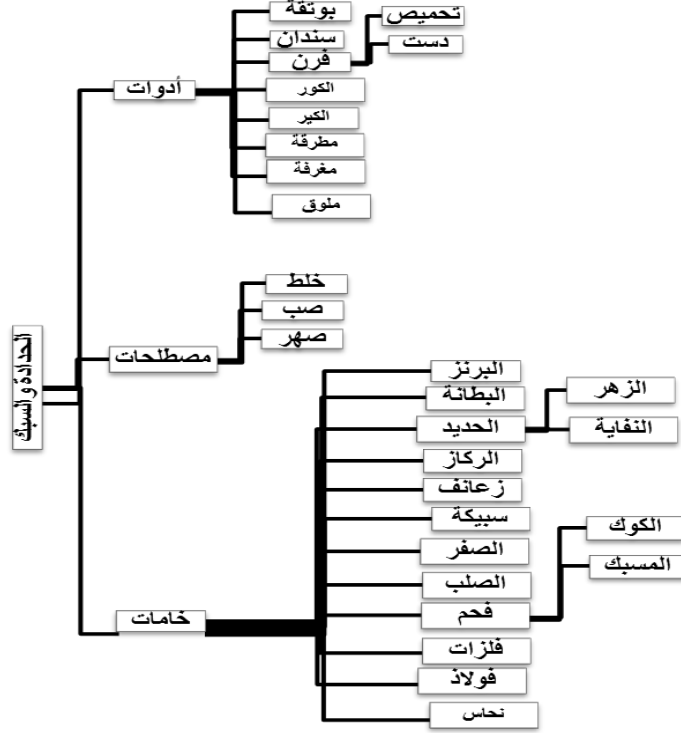 الحدادة والسبك
أدوات
بوتقة
سندان
فرن
تحميص
دست
الكور
الكير
مطرقة
مغرفة
ملوق
مصطلحات
خلط
صب
صهر
خامات
البرنز
البطانة
الحديد
الزهر
النفاية
الركاز
زعانف
سبيكة
الصفر
الصلب
فحم
الكوك
المسبك
فلزات
فولاذ
نحاس